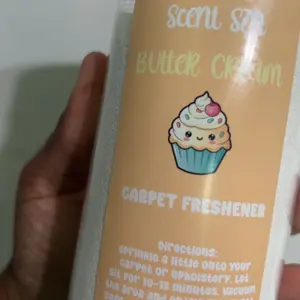 SCENT
BUTTER CREAM
CARPET FRESHENER
Directions:
Sprinkle a little onto your
carpet or upholstery. Let
sit for 10-15 minutes. Vacuum